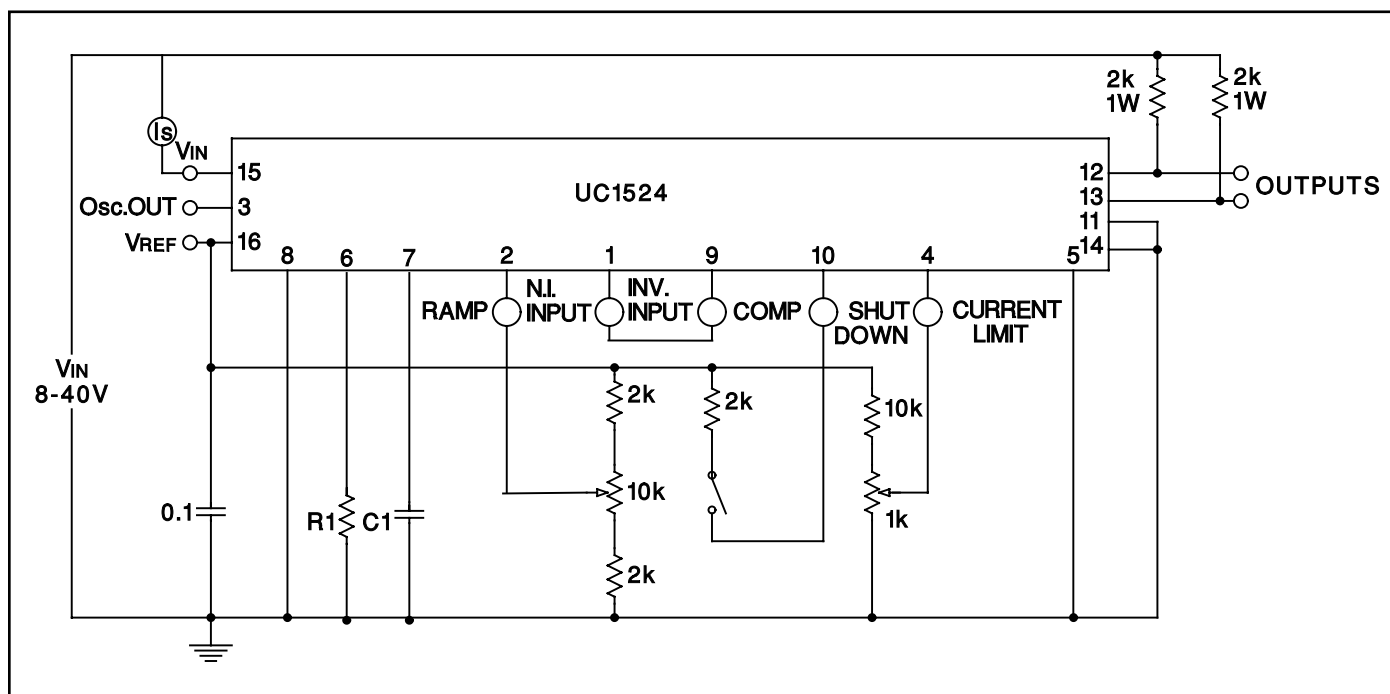 2k
1W
2k
1W
Is
VIN
15
UC1524
12
OUTPUTS
Osc.OUT
3
13
11
VREF
16
14
8
6
7
2
1
9
10
4
5
RAMP
N.I.
INPUT
INV.
INPUT
COMP
SHUT
DOWN
CURRENT
LIMIT
VIN
8-40V
2k
2k
10k
10k
1k
0.1
R1
C1
2k